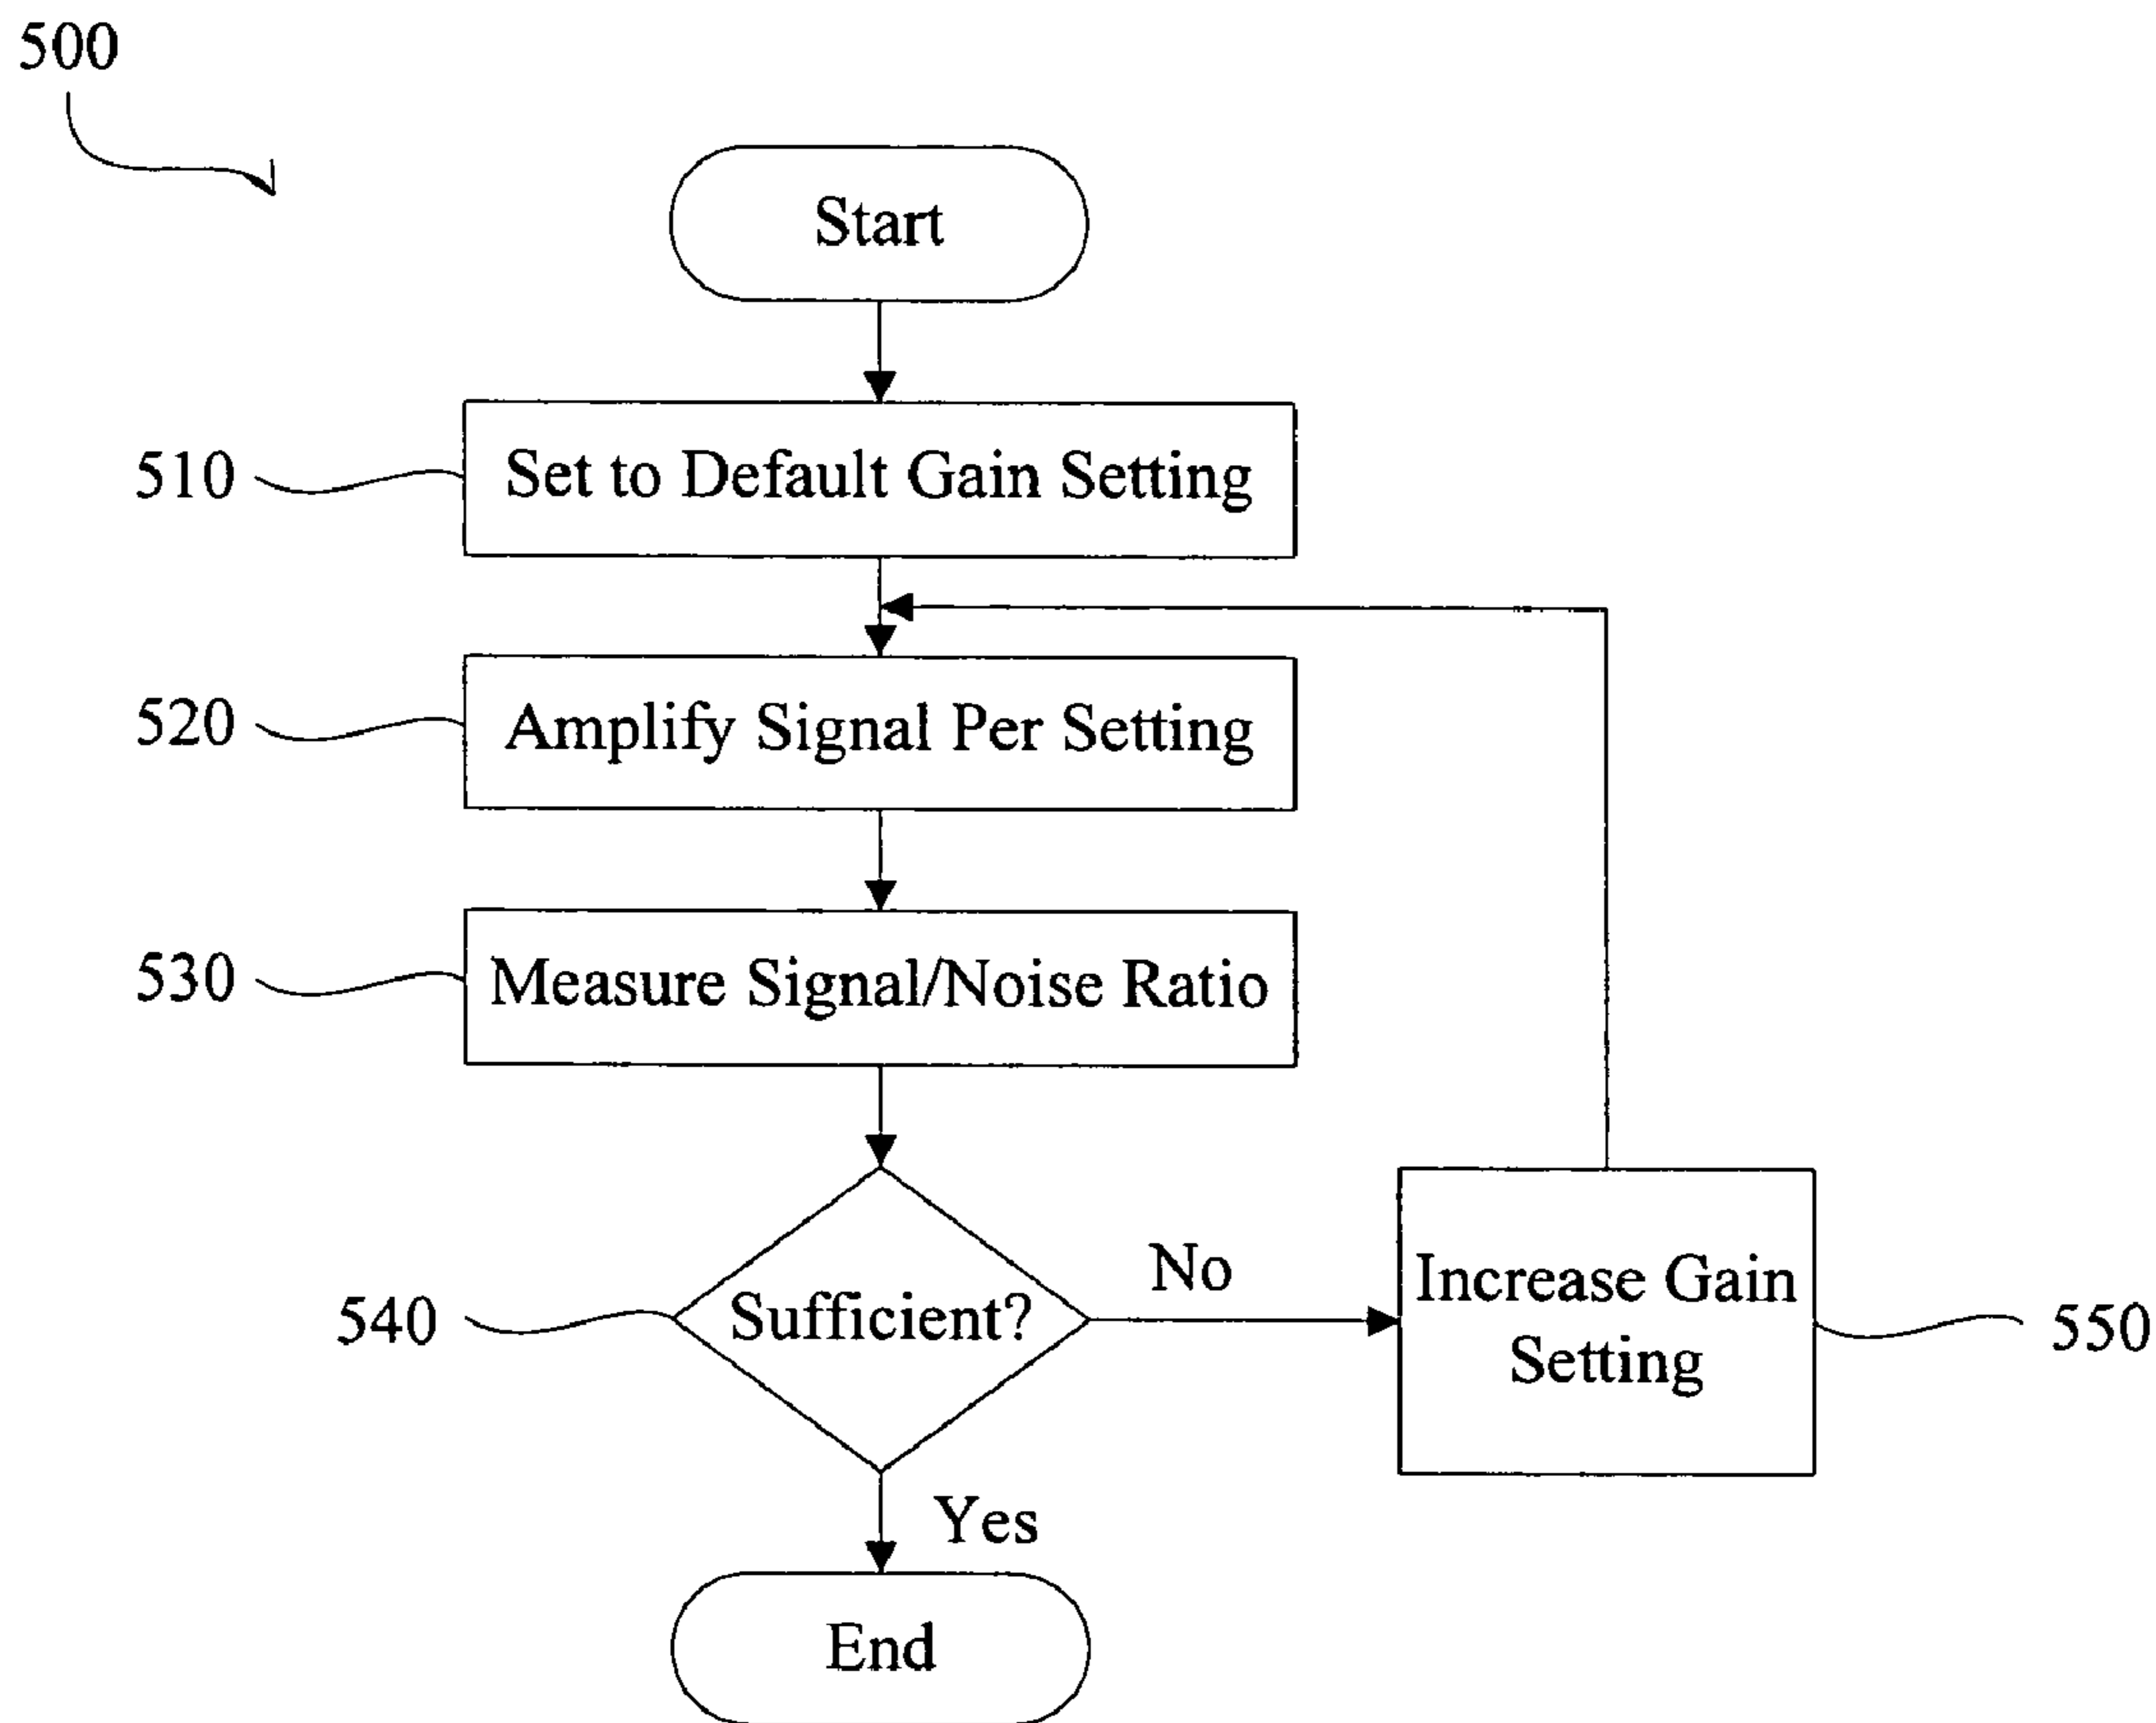 500
Start
510
Set to Default Gain Setting
520
Amplify Signal Per Setting
530
Measure Signal/Noise Ratio
540
Sufficient?
No
Increase Gain
Setting
550
Yes
End